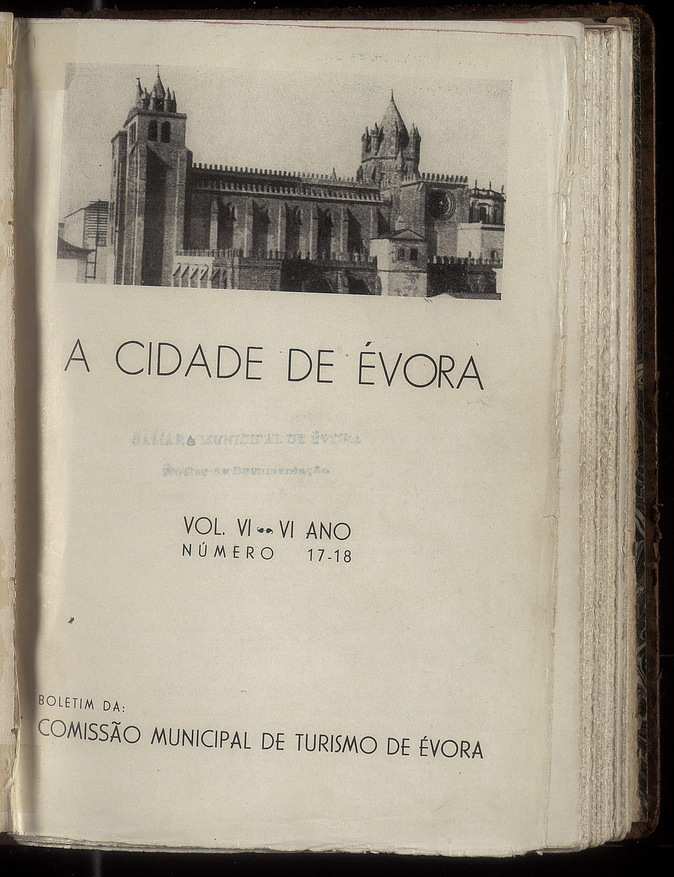 A CIDADE DE ÉVORA
CÂMARA MUNICIPAL DE ÉVORA
de Documentação
VOL. VI VI ANO
NÚMERO 17-18
BOLETIM DA:
COMISSÃO MUNICIPAL DE TURISMO DE ÉVORA